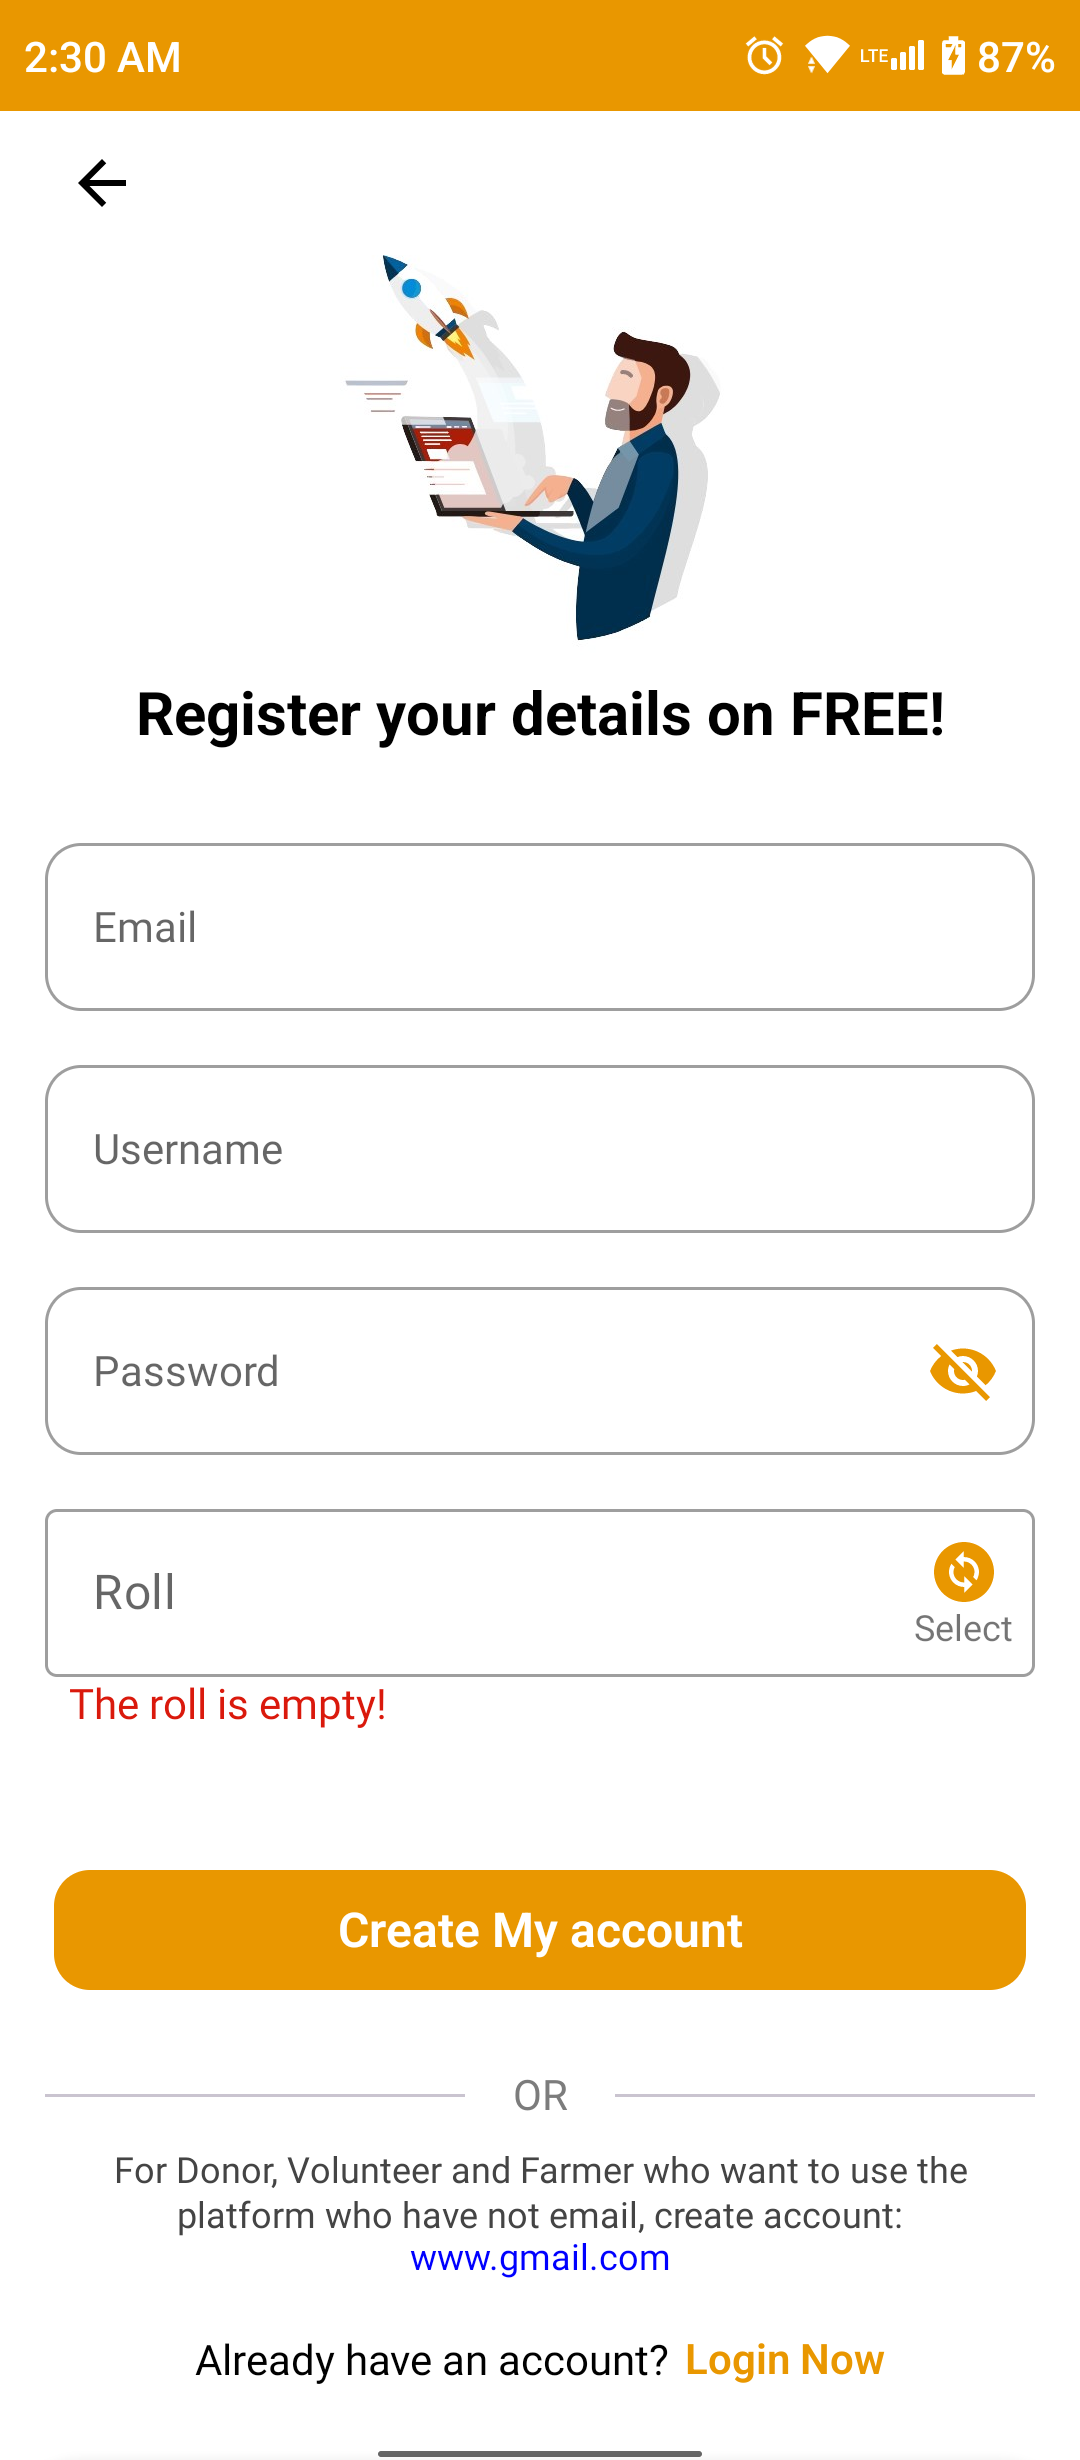 2:30 AM
LTE
87%
Register your details on FREE!
Email
Username
Password
Roll
Select
The roll is empty!
Create My account
OR
For Donor, Volunteer and Farmer who want to use the
platform who have not email, create account:
www.gmail.com
Already have an account? Login Now